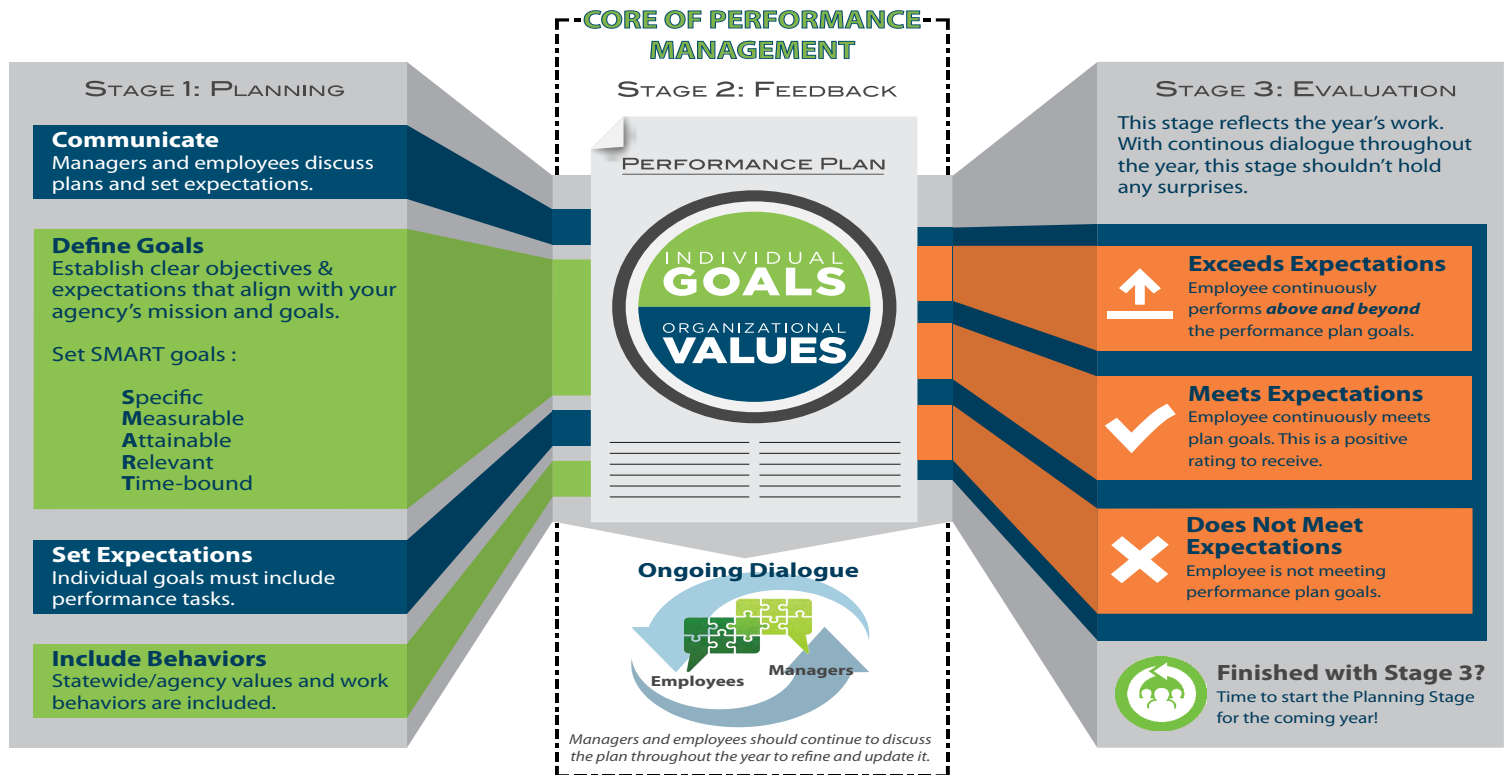 CORE OF PERFORMANCE
MANAGEMENT
STAGE 1: PLANNING
Communicate
Managers and employees discuss
plans and set expectations.
Define Goals
Establish clear objectives &
expectations that align with your
agency's mission and goals.
Set SMART goals :
Specific
Measurable
Attainable
Relevant
Time-bound
Set Expectations
Individual goals must include
performance tasks.
Include Behaviors
Statewide/agency values and work
behaviors are included.
STAGE 2: FEEDBACK
PERFORMANCE PLAN
INDIVIDUAL
GOALS
ORGANIZATIONAL
VALUES
Ongoing Dialogue
Employees
Managers
Managers and employees should continue to discuss
the plan throughout the year to refine and update it.
STAGE 3: EVALUATION
This stage reflects the year's work.
With continous dialogue throughout
the year, this stage shouldn't hold
any surprises.
Exceeds Expectations
Employee continuously
performs above and beyond
the performance plan goals.
Meets Expectations
Employee continuously meets
plan goals. This is a positive
rating to receive.
Does Not Meet
Expectations
Employee is not meeting
performance plan goals.
Finished with Stage 3?
Time to start the Planning Stage
for the coming year!